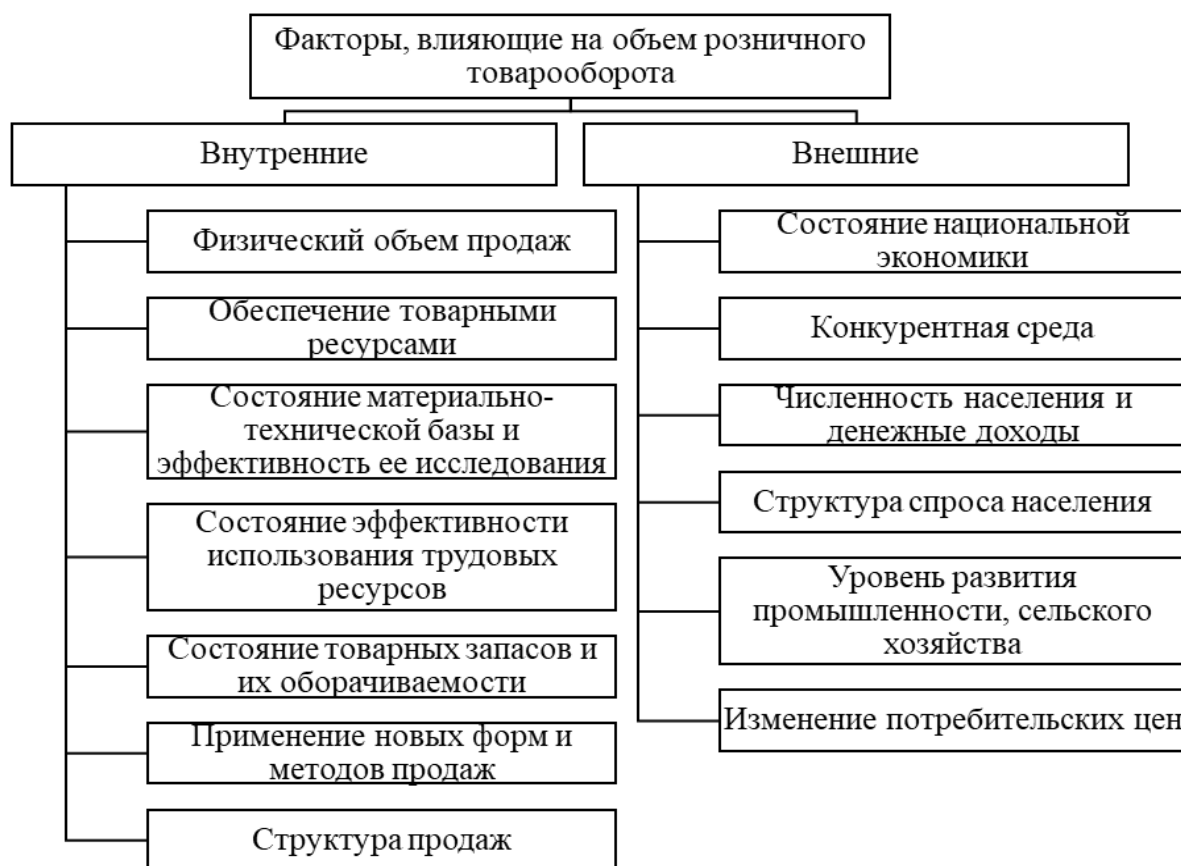 Факторы, влияющие на объем розничного
товарооборота
Внутренние
Физический объем продаж
Обеспечение товарными
ресурсами
Состояние материально-
технической базы и
эффективность ее исследования
Состояние эффективности
использования трудовых
ресурсов
Состояние товарных запасов и
их оборачиваемости
Применение новых форм и
методов продаж
Структура продаж
Внешние
Состояние национальной
экономики
Конкурентная среда
Численность населения и
денежные доходы
Структура спроса населения
Уровень развития
промышленности, сельского
хозяйства
Изменение потребительских цен